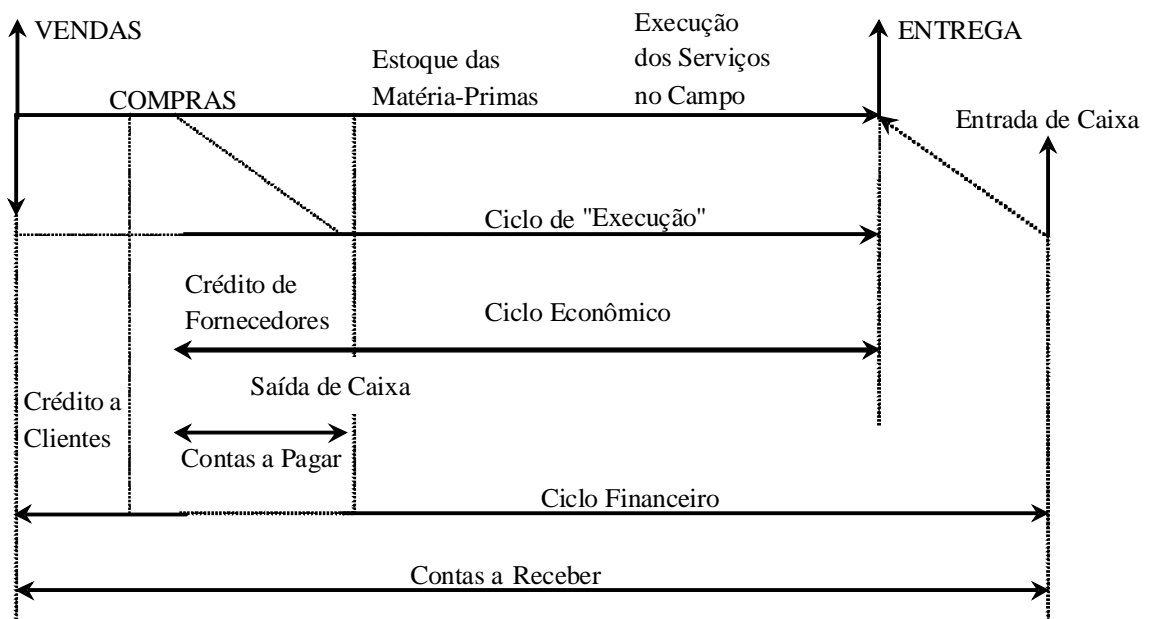 VENDAS
Execução
dos Serviços
no Campo
ENTREGA
Estoque das
Matéria-Primas
COMPRAS
Entrada de Caixa
Ciclo de "Execução"
Crédito de
Fornecedores
Ciclo Econômico
Saída de Caixa
Crédito a
Clientes
Contas a Pagar
Ciclo Financeiro
Contas a Receber